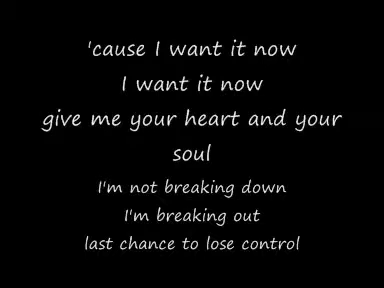 'cause I want it now
I want it now
give me your heart and your
soul
I'm not breaking down
I'm breaking out
last chance to lose control